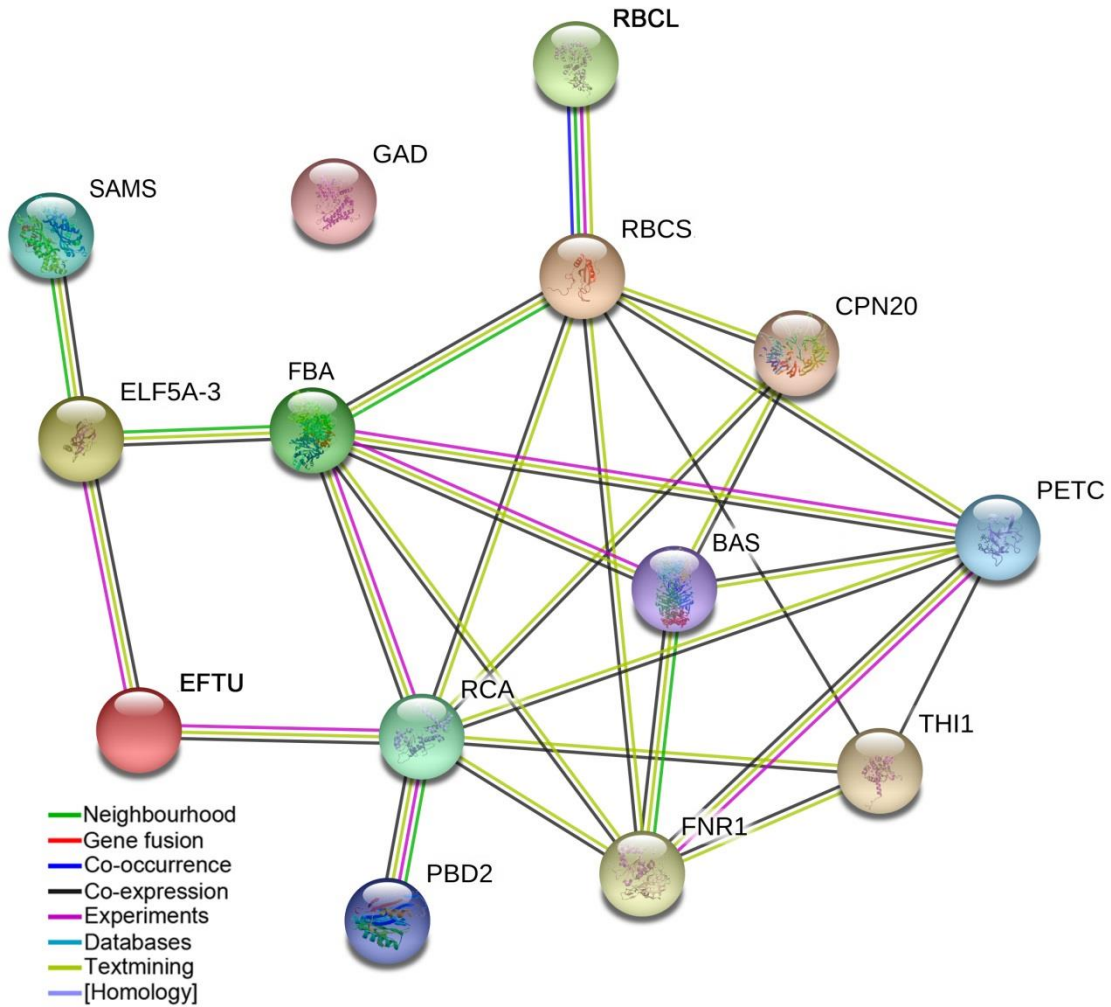 RBCL
GAD
SAMS
RBCS
CPN20
FBA
ELF5A-3
PETC
BAS
EFTU
RCA
THI1
FNR1
PBD2
Neighbourhood
Gene fusion
Co-occurrence
Co-expression
Experiments
Databases
Textmining
[Homology]